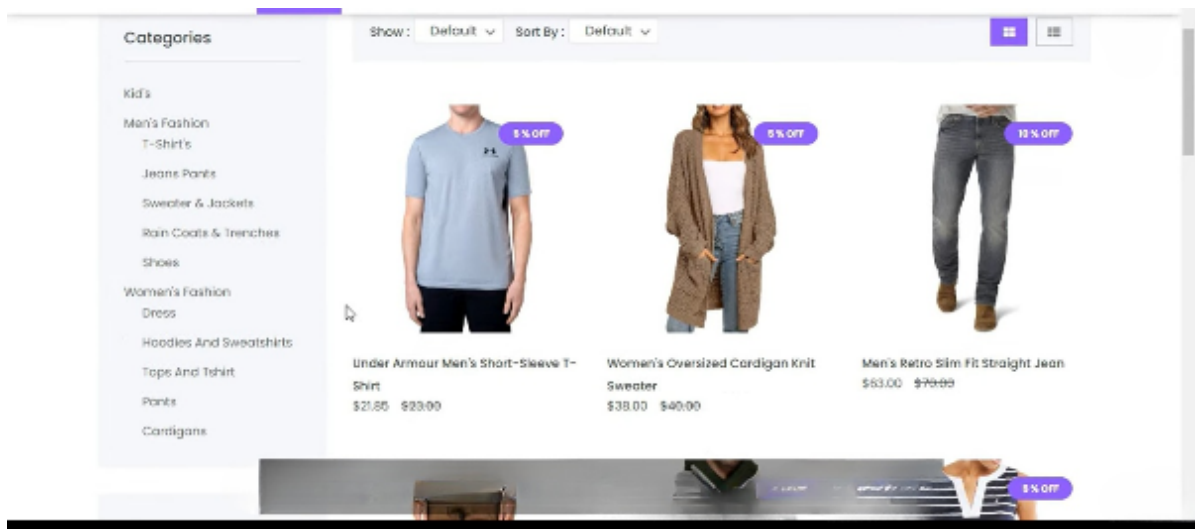 Categories
Kid's
Men's Fashion
T-Shirt's
Jeans Pants
Sweater & Jackets
Rain Coats & Trenches
Shoes
Women's Fashion
Dress
Hoodies And Sweatshirts
Tops And Tshirt
Pants
Cardigans
Show : Default Sort By : Default
5% OFF
Under Armour Men's Short-Sleeve T-
Shirt
$21.85 $23.00
5% OFF
Women's Oversized Cardigan Knit
Sweater
$38.00 $40.00
10% OFF
Men's Retro Slim Fit Straight Jean
$63.00 $70.00
5% OFF